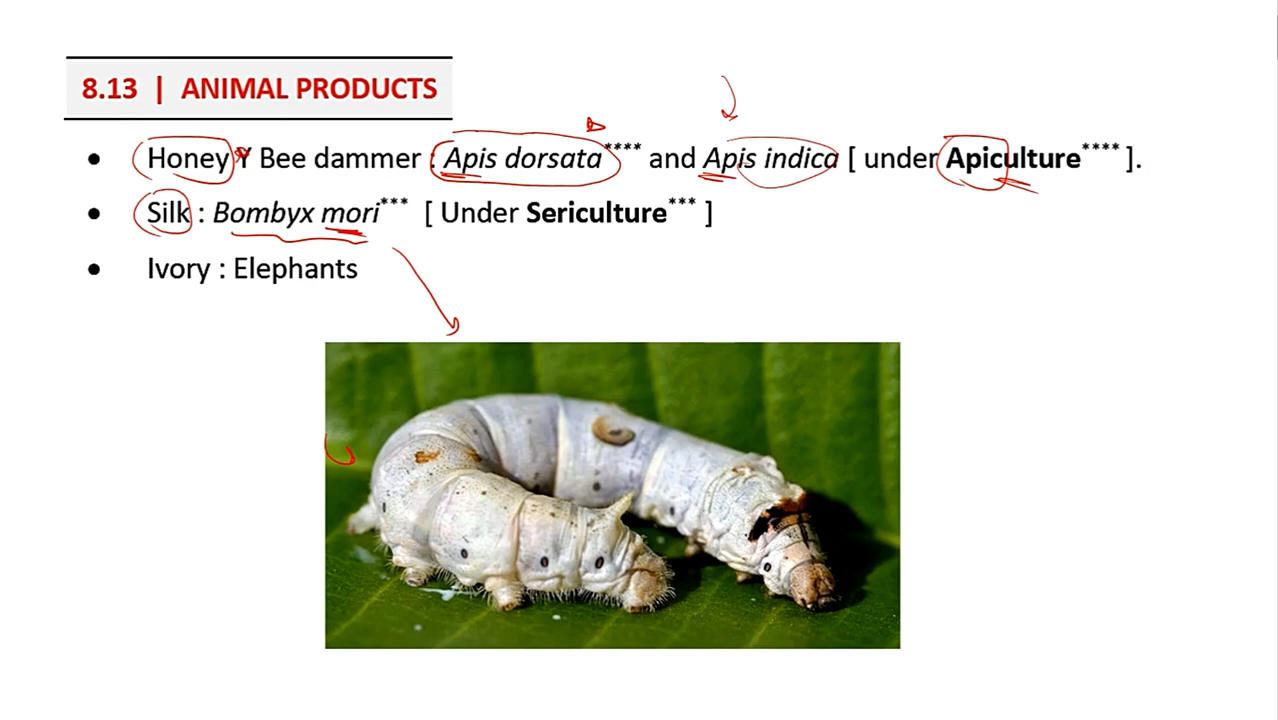 8.13 | ANIMAL PRODUCTS
• Honey Y Bee dammer : Apis dorsata**** and Apis indica [ under Apiculture**** ].
• Silk : Bombyx mori*** [ Under Sericulture*** ]
• Ivory : Elephants